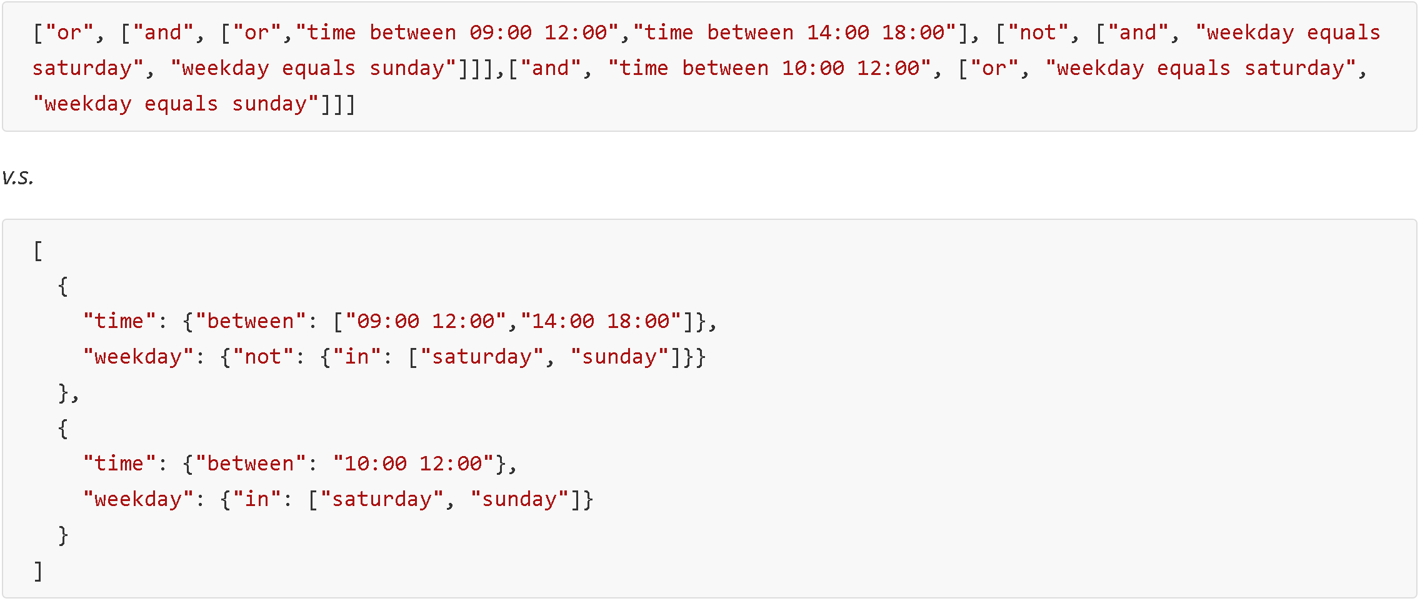 ["or", ["and", ["or","time between 09:00 12:00","time between 14:00 18:00"], ["not", ["and", "weekday equals
saturday", "weekday equals sunday"]]],["and", "time between 10:00 12:00", ["or", "weekday equals saturday",
"weekday equals sunday"]]]
v.s.
[
  {
    "time": {"between": ["09:00 12:00","14:00 18:00"]},
    "weekday": {"not": {"in": ["saturday", "sunday"]}}
  },
  {
    "time": {"between": "10:00 12:00"},
    "weekday": {"in": ["saturday", "sunday"]}
  }
]